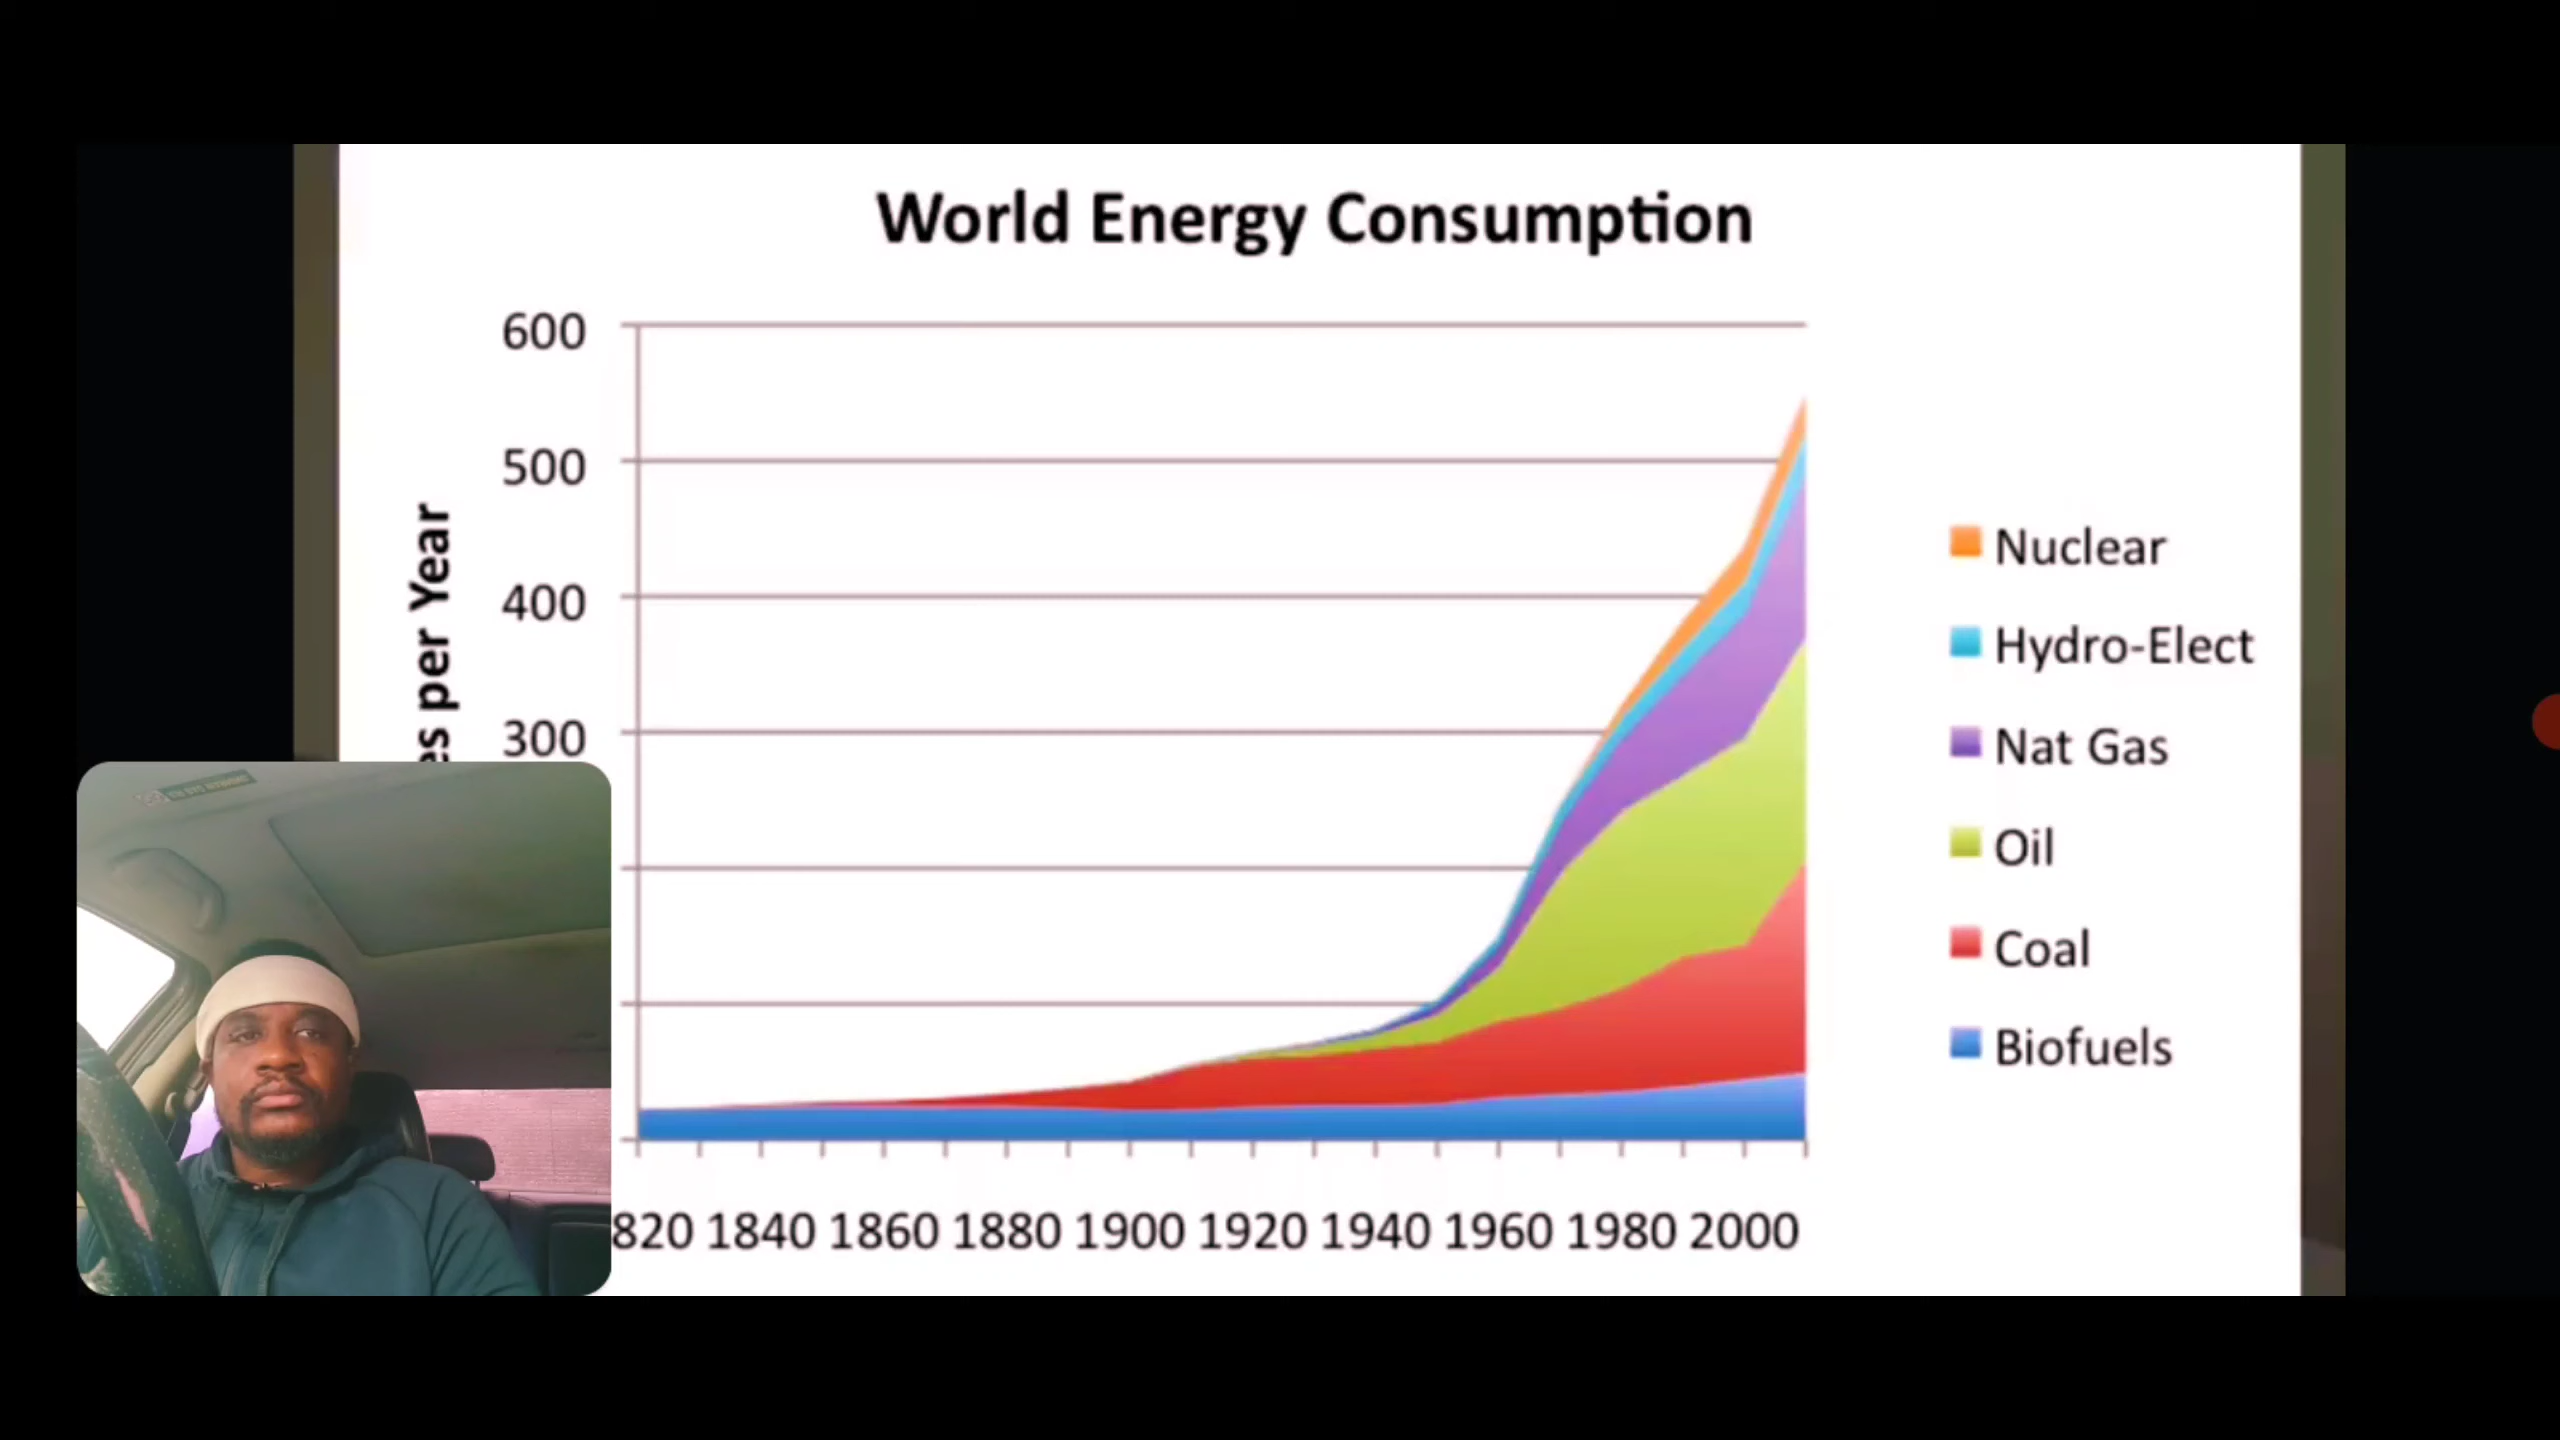 World Energy Consumption
600
500
400
300
es per Year
Nuclear
Hydro-Elect
Nat Gas
Oil
Coal
Biofuels
820 1840 1860 1880 1900 1920 1940 1960 1980 2000